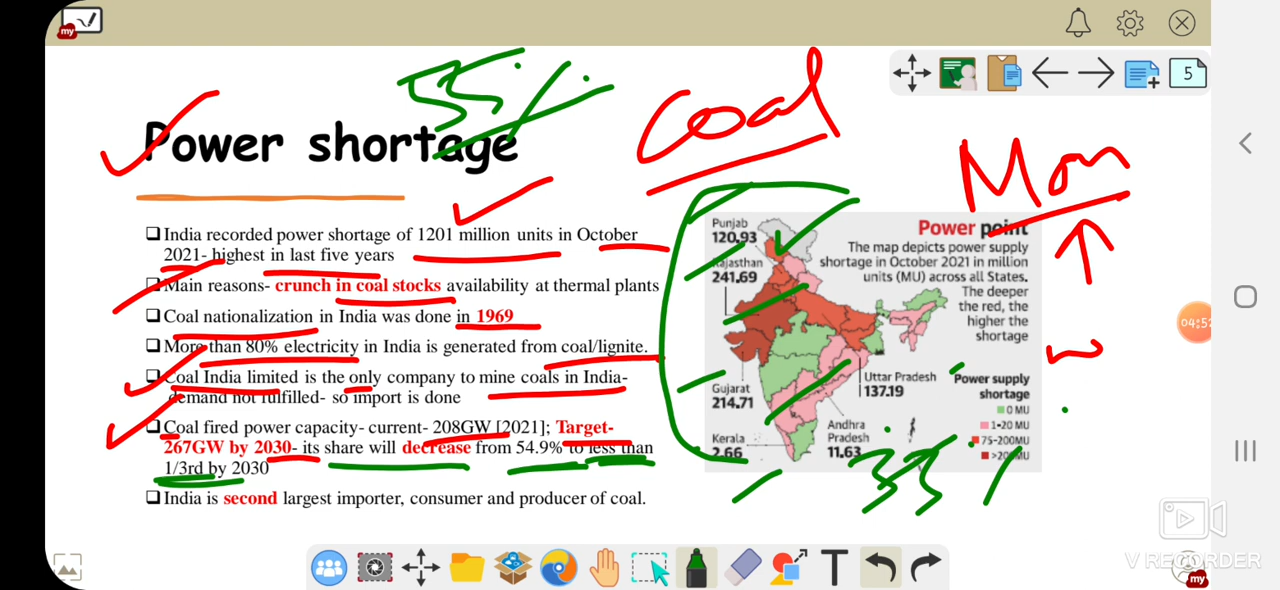 my
5
55%
Coal
Power shortage
Mon
❑ India recorded power shortage of 1201 million units in October
2021- highest in last five years
❑ Main reasons- crunch in coal stocks availability at thermal plants
❑ Coal nationalization in India was done in 1969
❑ More than 80% electricity in India is generated from coal/lignite.
❑ Coal India limited is the only company to mine coals in India-
demand not fulfilled- so import is done
❑ Coal fired power capacity- current- 208GW [2021]; Target-
267GW by 2030- its share will decrease from 54.9% to less than
1/3rd by 2030
❑ India is second largest importer, consumer and producer of coal.
Power point
The map depicts power supply
shortage in October 2021 in million
units (MU) across all States.
The deeper
the red, the
higher the
shortage
Punjab
120.93
Rajasthan
241.69
Gujarat
214.71
Kerala
2.66
Uttar Pradesh
137.19
Andhra
Pradesh
11.63
Power supply
shortage
0 MU
1-20 MU
75-200MU
>200MU
33%
04:52
T
V RECORDER
my